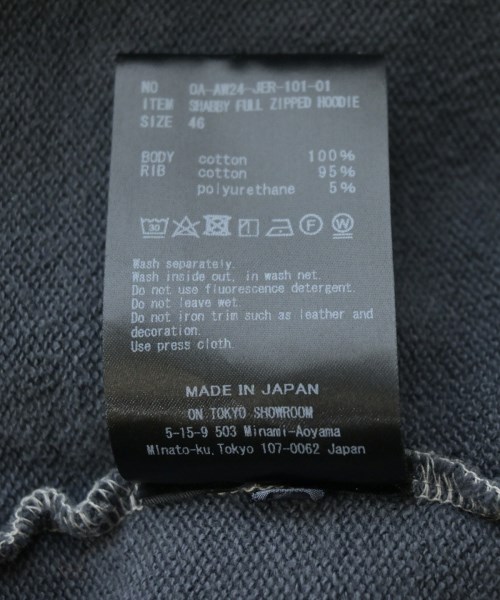 NO OA-AW24-JER-101-01
ITEM SHABBY FULL ZIPPED HOODIE
SIZE 46
BODY cotton 100%
RIB cotton 95%
polyurethane 5%
30 F W
Wash separately.
Wash inside out, in wash net.
Do not use fluorescence detergent.
Do not leave wet.
Do not iron trim such as leather and
decoration.
Use press cloth.
MADE IN JAPAN
ON TOKYO SHOWROOM
5-15-9 503 Minami-Aoyama
Minato-ku, Tokyo 107-0062 Japan